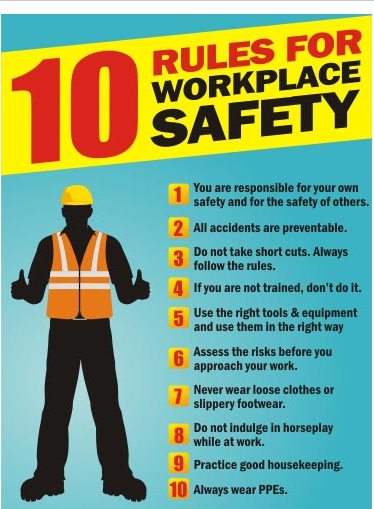 10 RULES FOR
WORKPLACE
SAFETY
1 You are responsible for your own
safety and for the safety of others.
2 All accidents are preventable.
3 Do not take short cuts. Always
follow the rules.
4 If you are not trained, don't do it.
5 Use the right tools & equipment
and use them in the right way
6 Assess the risks before you
approach your work.
7 Never wear loose clothes or
slippery footwear.
8 Do not indulge in horseplay
while at work.
9 Practice good housekeeping.
10 Always wear PPEs.